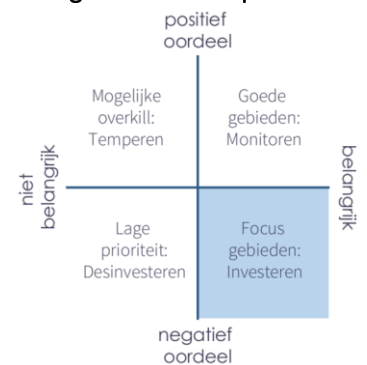 positief
oordeel
Mogelijke
overkill:
Temperen
Goede
gebieden:
Monitoren
niet
belangrijk
belangrijk
Lage
prioriteit:
Desinvesteren
Focus
gebieden:
Investeren
negatief
oordeel